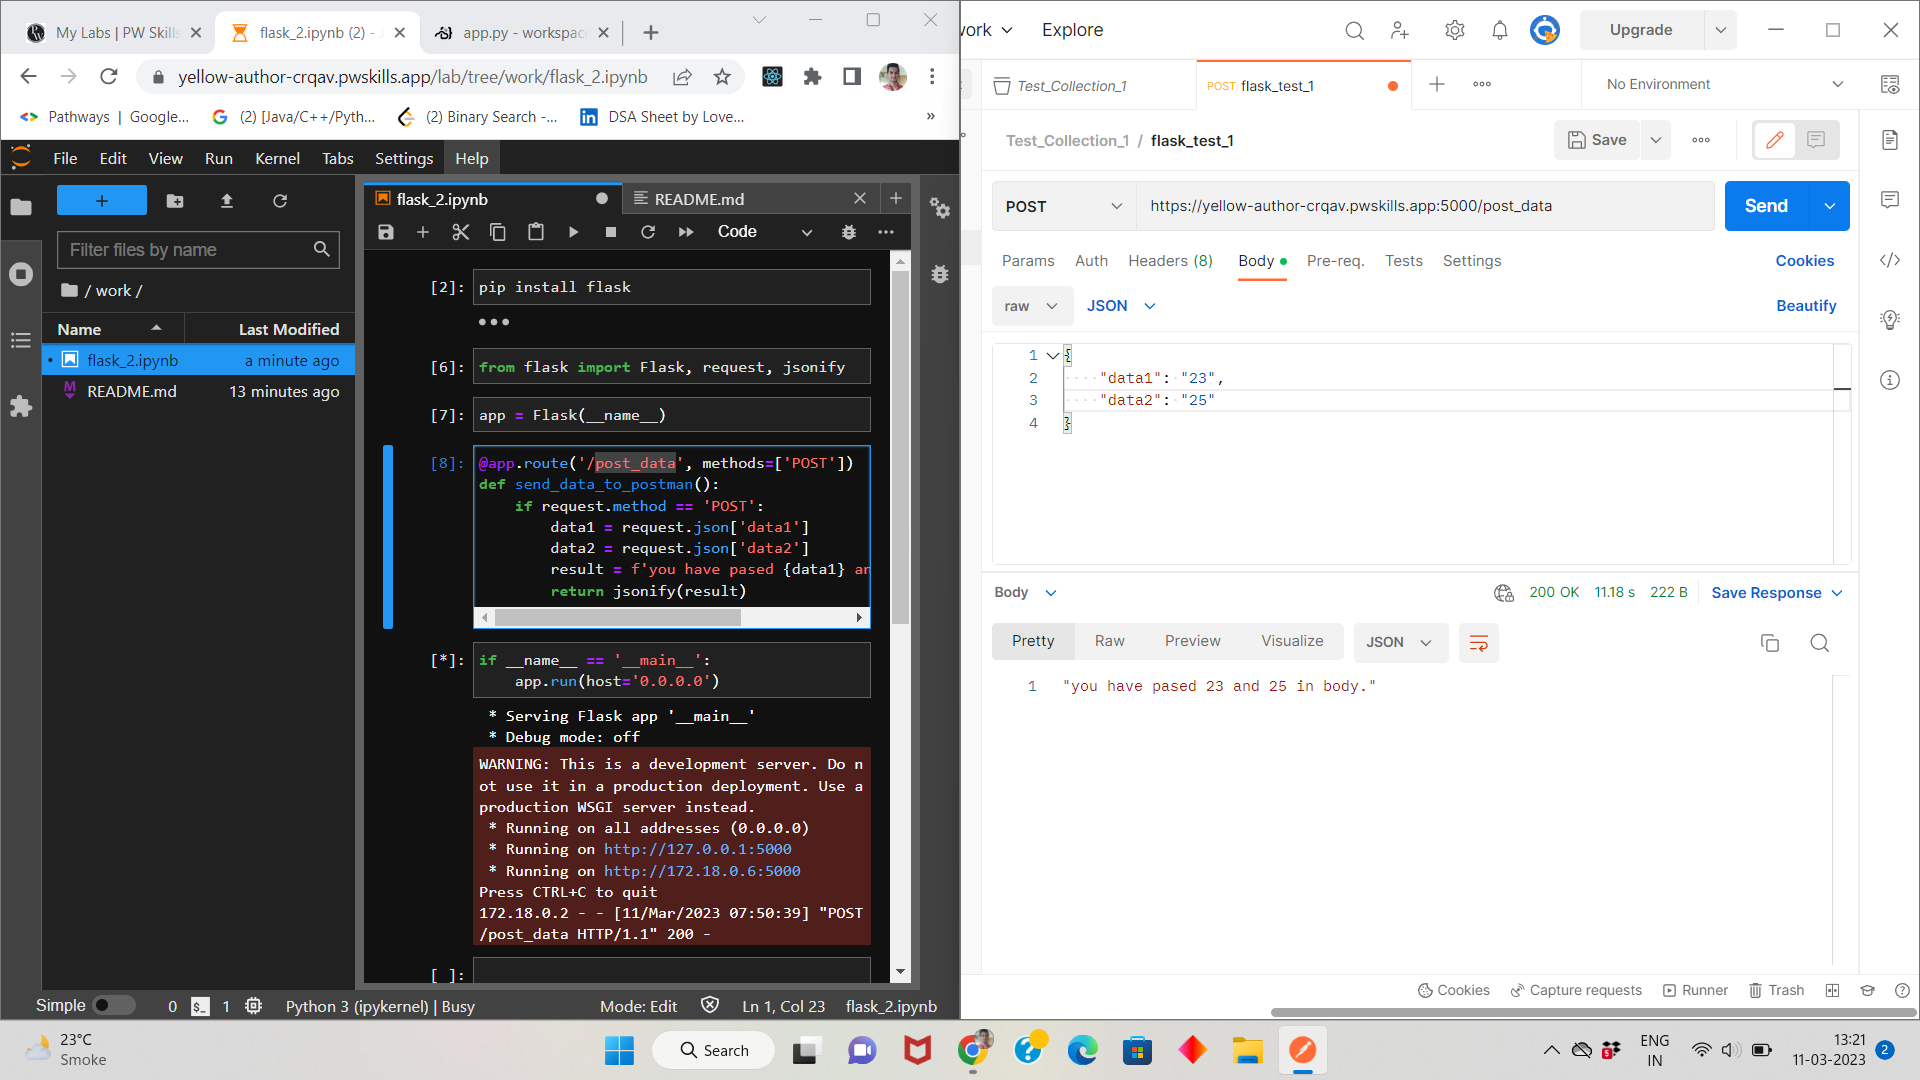 My Labs | PW Skills
flask_2.ipynb (2) -
app.py - workspac
yellow-author-crqav.pwskills.app/lab/tree/work/flask_2.ipynb
Pathways | Google...
(2) [Java/C++/Pyth...
(2) Binary Search -...
DSA Sheet by Love...
»
File Edit View Run Kernel Tabs Settings Help
Filter files by name
/ work /
Name Last Modified
flask_2.ipynb a minute ago
README.md 13 minutes ago
flask_2.ipynb
README.md
Code
[2]: pip install flask
[6]: from flask import Flask, request, jsonify
[7]: app = Flask(__name__)
[8]: @app.route('/post_data', methods=['POST'])
def send_data_to_postman():
if request.method == 'POST':
data1 = request.json['data1']
data2 = request.json['data2']
result = f'you have pased {data1} an
return jsonify(result)
[*]: if __name__ == '__main__':
app.run(host='0.0.0.0')
* Serving Flask app '__main__'
* Debug mode: off
WARNING: This is a development server. Do n
ot use it in a production deployment. Use a
production WSGI server instead.
* Running on all addresses (0.0.0.0)
* Running on http://127.0.0.1:5000
* Running on http://172.18.0.6:5000
Press CTRL+C to quit
172.18.0.2 - - [11/Mar/2023 07:50:39] "POST
/post_data HTTP/1.1" 200 -
[ ]:
Simple 0 $_ 1 Python 3 (ipykernel) | Busy Mode: Edit Ln 1, Col 23 flask_2.ipynb
work Explore Upgrade
Test_Collection_1
POST flask_test_1
No Environment
Test_Collection_1 / flask_test_1
Save
POST https://yellow-author-crqav.pwskills.app:5000/post_data Send
Params Auth Headers (8) Body Pre-req. Tests Settings Cookies
raw JSON Beautify
1 {
2 "data1": "23",
3 "data2": "25"
4 }
Body 200 OK 11.18 s 222 B Save Response
Pretty Raw Preview Visualize JSON
1 "you have pased 23 and 25 in body."
Cookies Capture requests Runner Trash
23°C
Smoke
Search
5
ENG
IN
13:21
11-03-2023
2